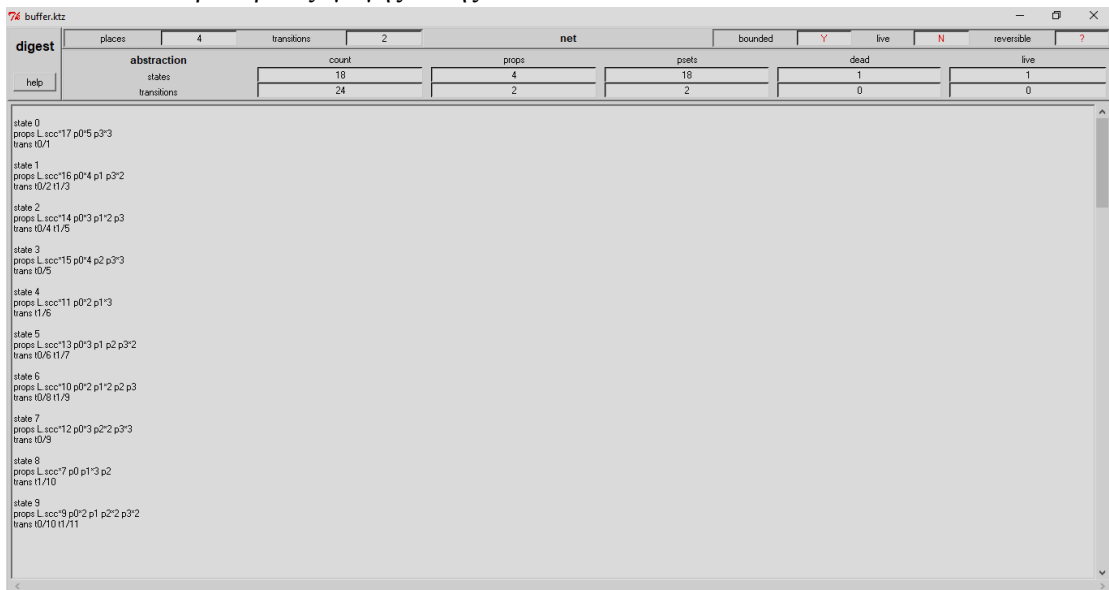 buffer.ktz
digest places 4 transitions 2 net bounded Y live N reversible ?
help
abstraction count props psets dead live
states 18 4 18 1 1
transitions 24 2 2 0 0
state 0
props L.scc*17 p0*5 p3*3
trans t0/1
state 1
props L.scc*16 p0*4 p1 p3*2
trans t0/2 t1/3
state 2
props L.scc*14 p0*3 p1*2 p3
trans t0/4 t1/5
state 3
props L.scc*15 p0*4 p2 p3*3
trans t0/5
state 4
props L.scc*11 p0*2 p1*3
trans t1/6
state 5
props L.scc*13 p0*3 p1 p2 p3*2
trans t0/6 t1/7
state 6
props L.scc*10 p0*2 p1*2 p2 p3
trans t0/8 t1/9
state 7
props L.scc*12 p0*3 p2*2 p3*3
trans t0/9
state 8
props L.scc*7 p0 p1*3 p2
trans t1/10
state 9
props L.scc*9 p0*2 p1 p2*2 p3*2
trans t0/10 t1/11